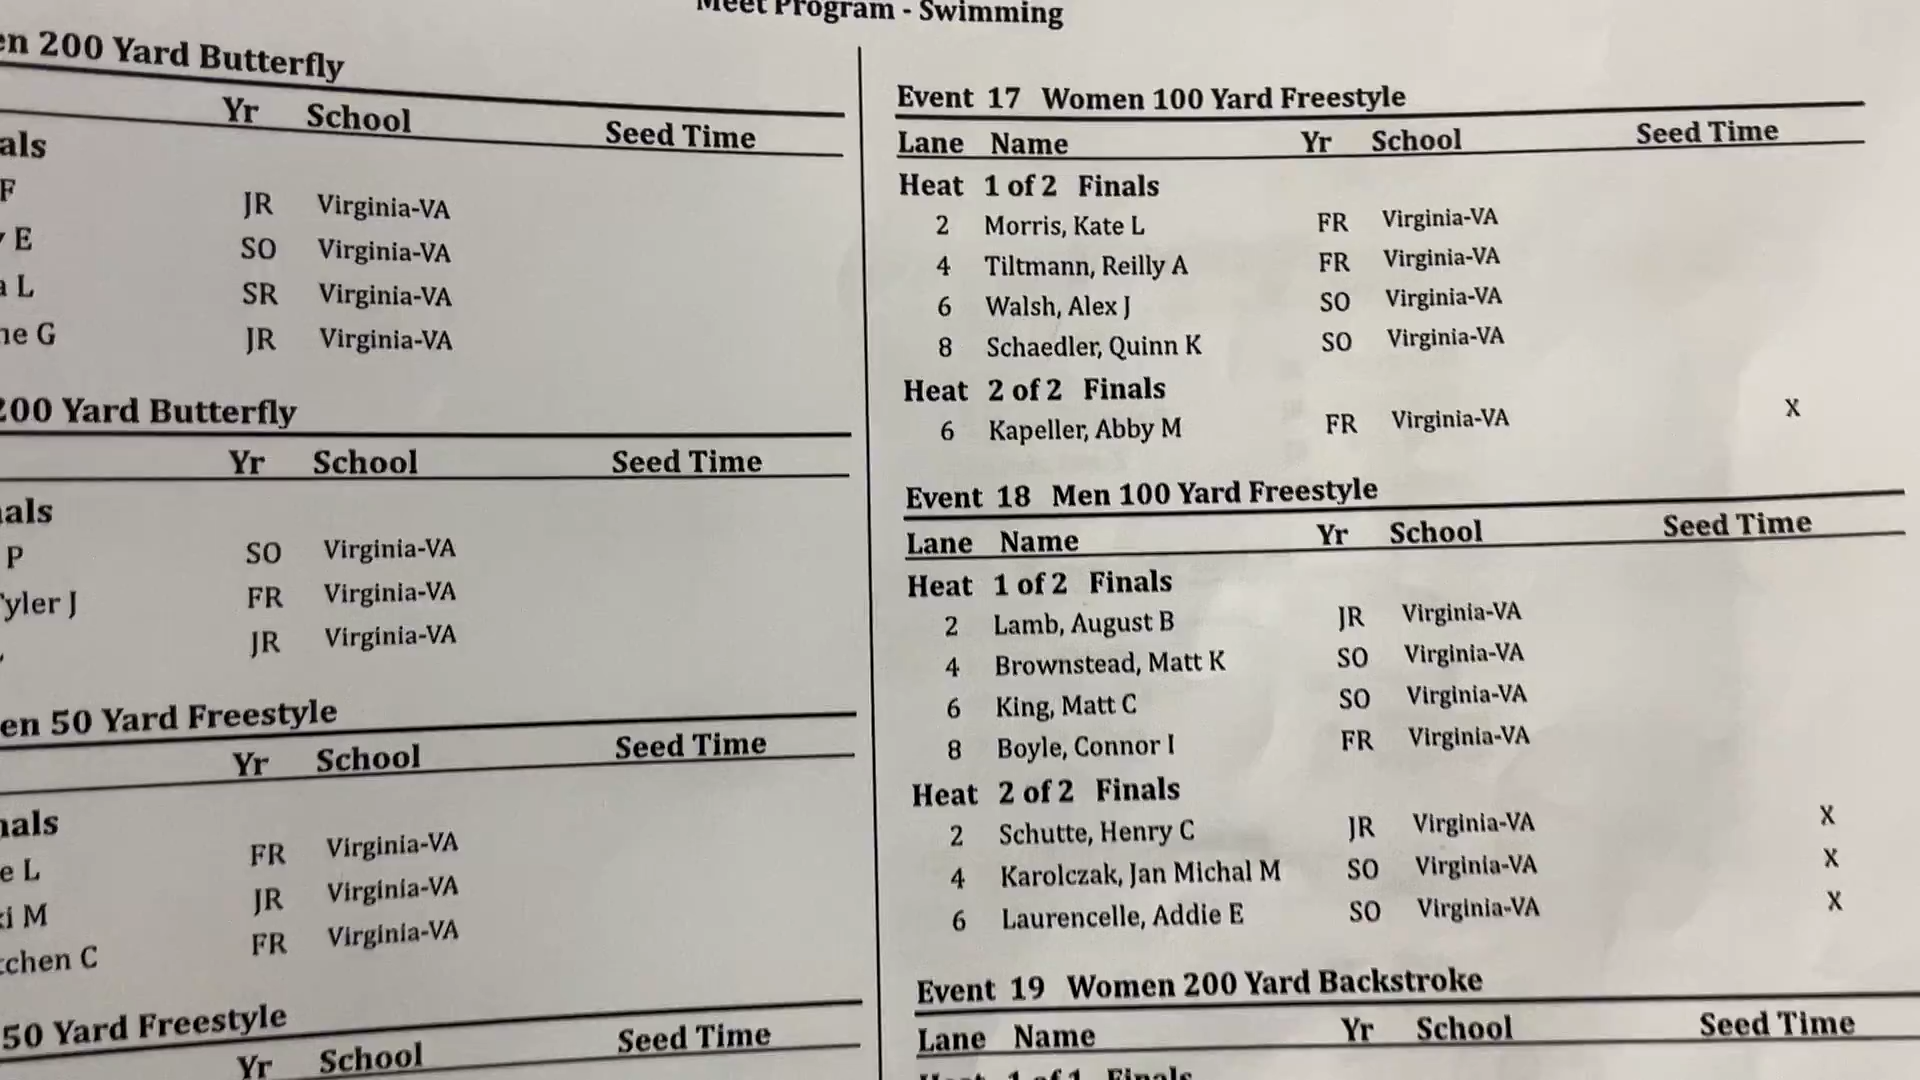 Meet Program - Swimming
200 Yard Butterfly
Yr School Seed Time
F JR Virginia-VA
E SO Virginia-VA
L SR Virginia-VA
G JR Virginia-VA
200 Yard Butterfly
Yr School Seed Time
P SO Virginia-VA
Tyler J FR Virginia-VA
JR Virginia-VA
50 Yard Freestyle
Yr School Seed Time
L FR Virginia-VA
M JR Virginia-VA
C FR Virginia-VA
50 Yard Freestyle
Yr School Seed Time
Event 17 Women 100 Yard Freestyle
Lane Name Yr School Seed Time
Heat 1 of 2 Finals
2 Morris, Kate L FR Virginia-VA
4 Tiltmann, Reilly A FR Virginia-VA
6 Walsh, Alex J SO Virginia-VA
8 Schaedler, Quinn K SO Virginia-VA
Heat 2 of 2 Finals
6 Kapeller, Abby M FR Virginia-VA X
Event 18 Men 100 Yard Freestyle
Lane Name Yr School Seed Time
Heat 1 of 2 Finals
2 Lamb, August B JR Virginia-VA
4 Brownstead, Matt K SO Virginia-VA
6 King, Matt C SO Virginia-VA
8 Boyle, Connor I FR Virginia-VA
Heat 2 of 2 Finals
2 Schutte, Henry C JR Virginia-VA X
4 Karolczak, Jan Michal M SO Virginia-VA X
6 Laurencelle, Addie E SO Virginia-VA X
Event 19 Women 200 Yard Backstroke
Lane Name Yr School Seed Time
Heat 1 of 1 Finals